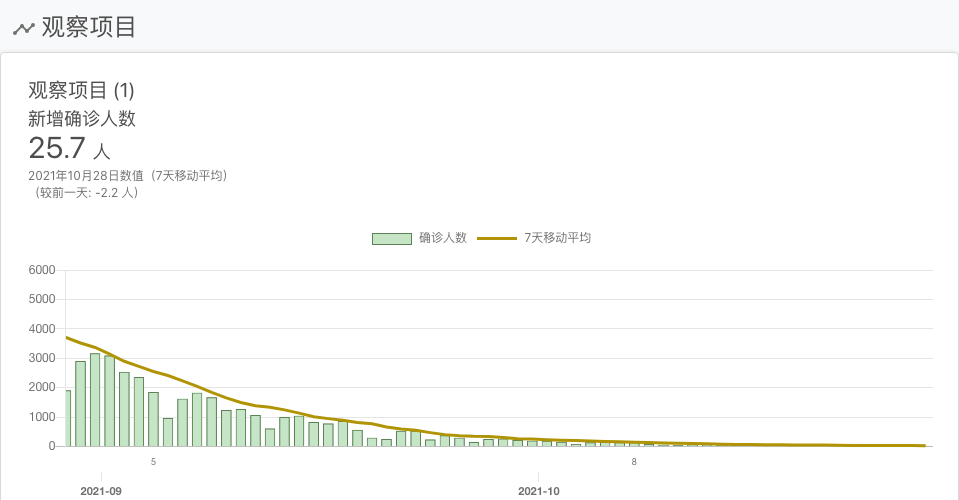 观察项目
观察项目 (1)
新增确诊人数
25.7 人
2021年10月28日数值（7天移动平均）
（较前一天: -2.2 人）
确诊人数 7天移动平均
6000
5000
4000
3000
2000
1000
0
5 8
2021-09 2021-10